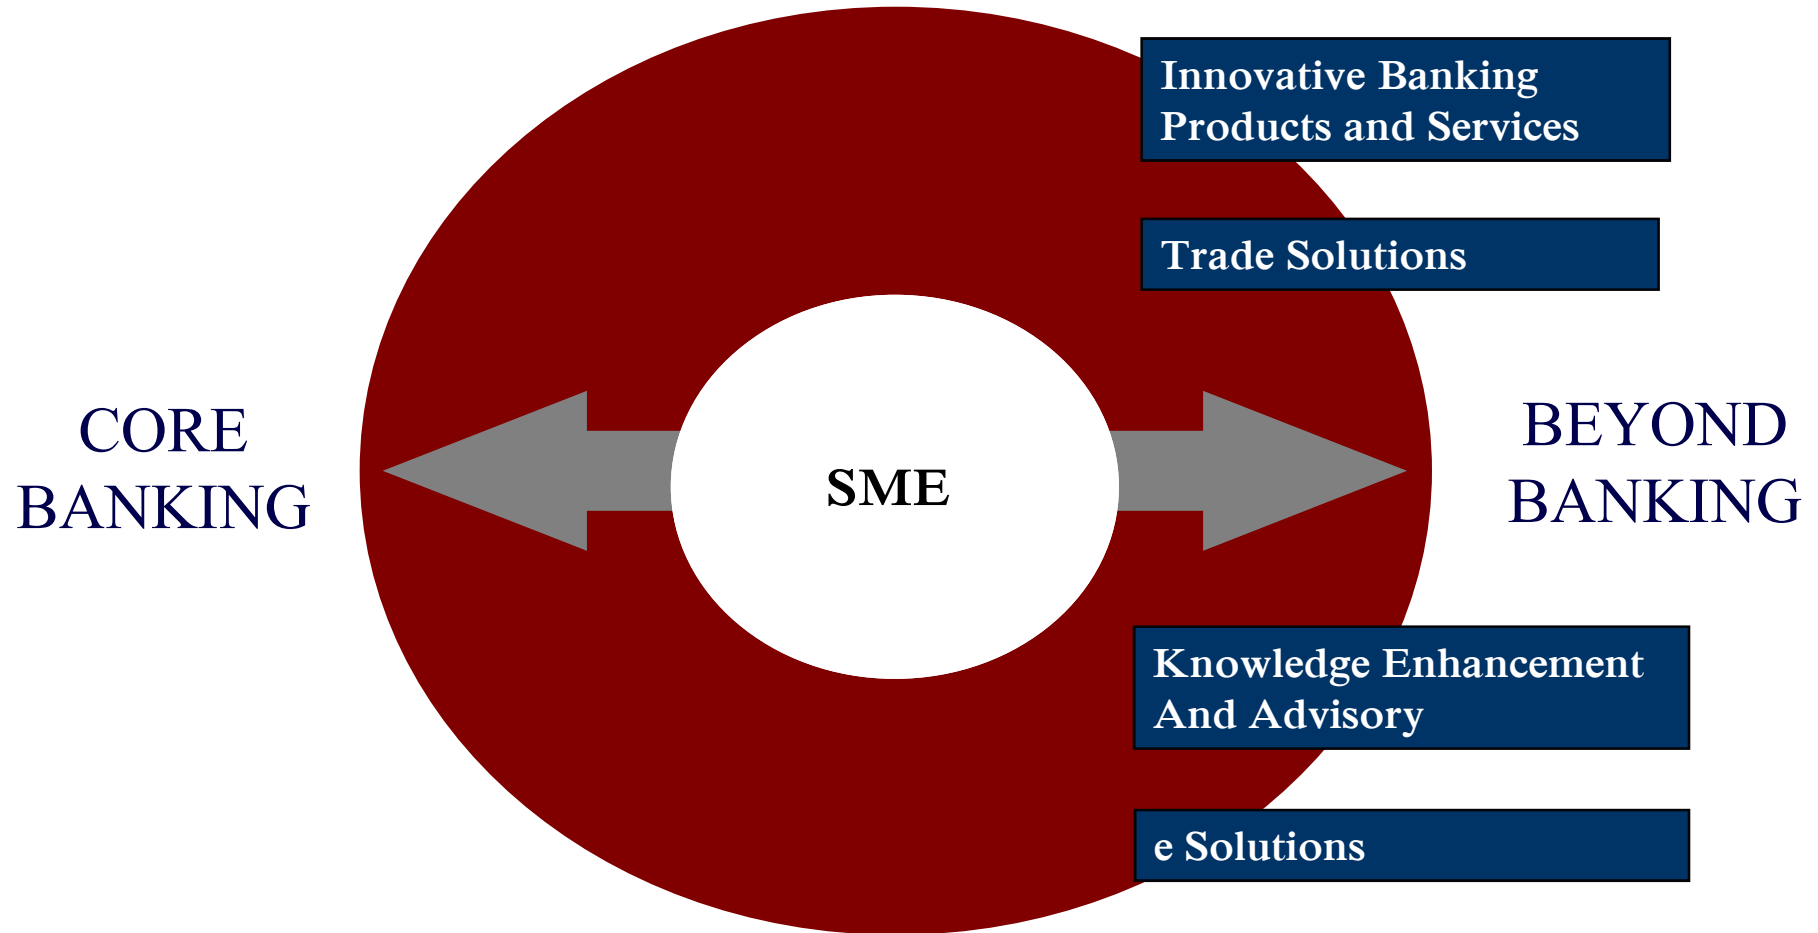 Innovative Banking
Products and Services
Trade Solutions
CORE
BANKING
SME
BEYOND
BANKING
Knowledge Enhancement
And Advisory
e Solutions